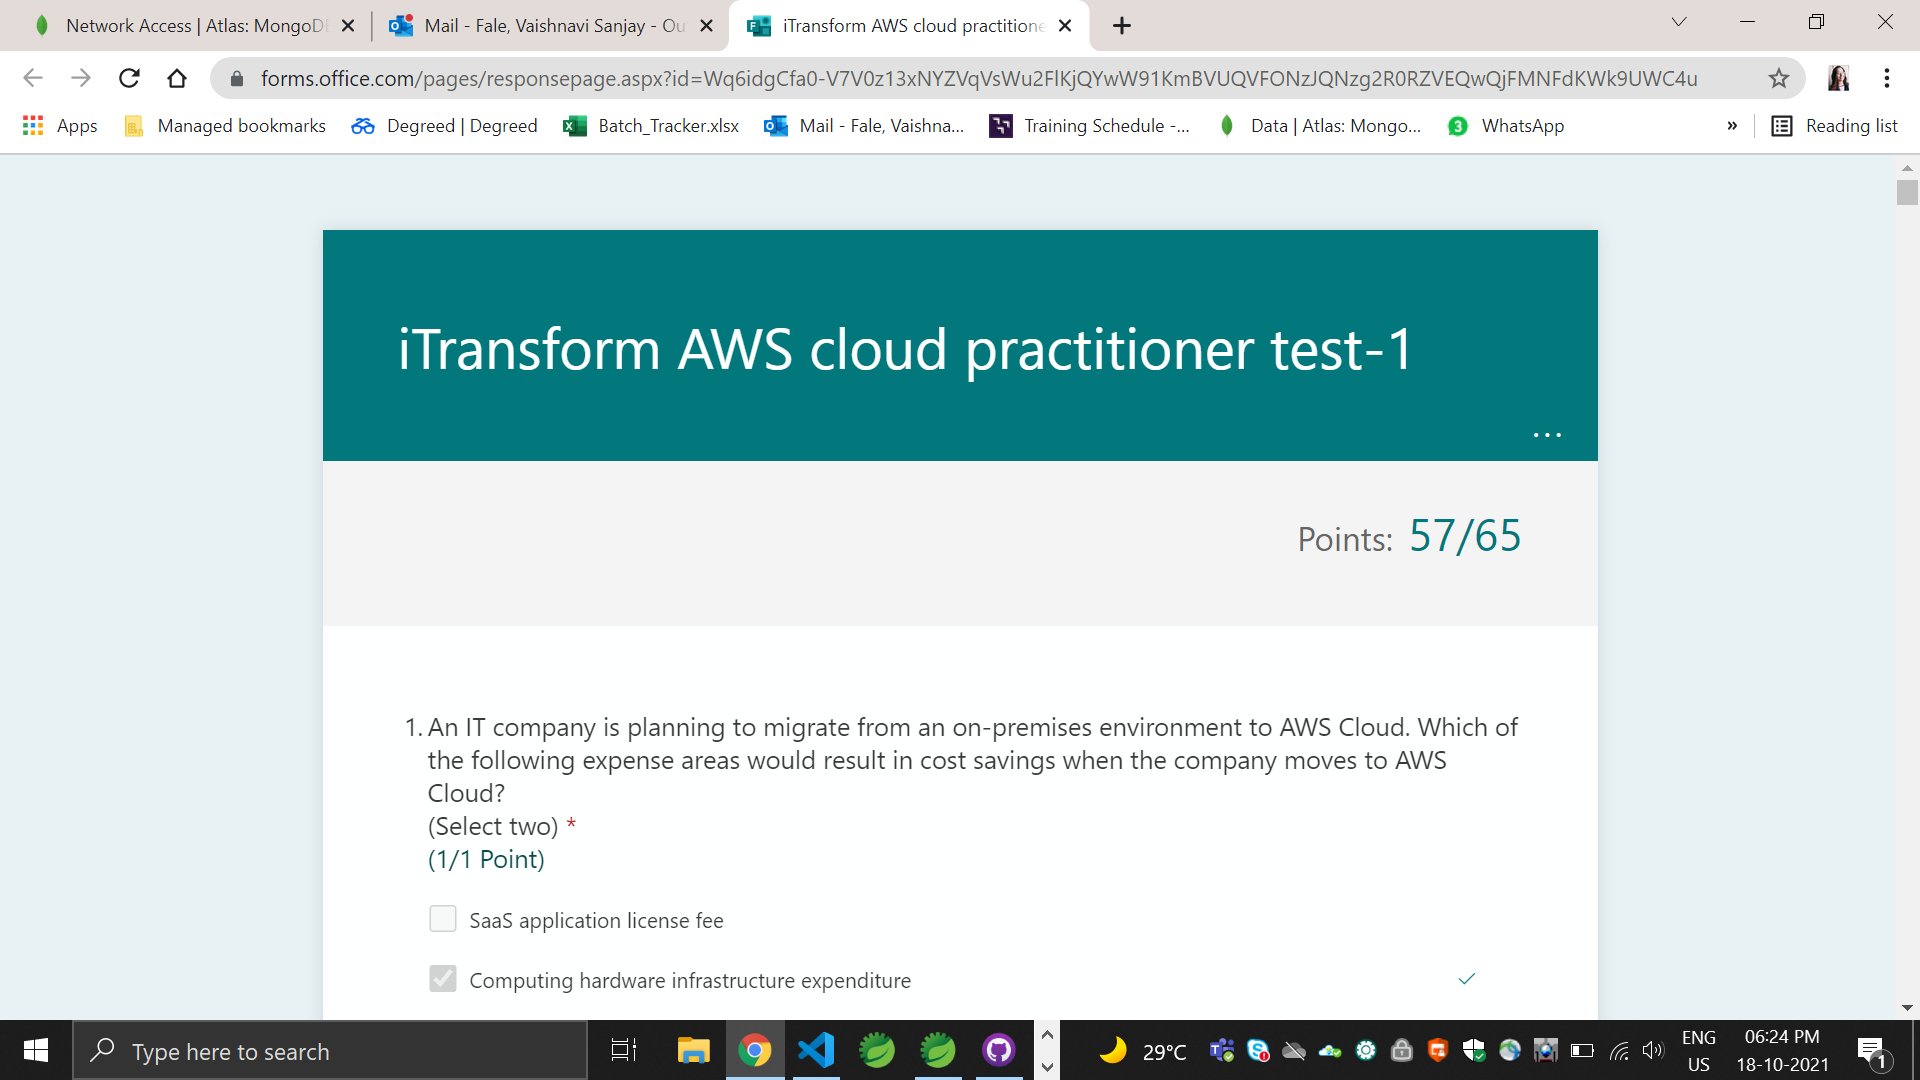 Network Access | Atlas: MongoDB
Mail - Fale, Vaishnavi Sanjay - Ou
iTransform AWS cloud practitione
forms.office.com/pages/responsepage.aspx?id=Wq6idgCfa0-V7V0z13xNYZVqVsWu2FlKjQYwW91KmBVUQVFONzJQNzg2R0RZVEQwQjFMNFdKWk9UWC4u
Apps
Managed bookmarks
Degreed | Degreed
Batch_Tracker.xlsx
Mail - Fale, Vaishna...
Training Schedule -...
Data | Atlas: Mongo...
3
WhatsApp
»
Reading list
iTransform AWS cloud practitioner test-1
...
Points: 57/65
1. An IT company is planning to migrate from an on-premises environment to AWS Cloud. Which of
the following expense areas would result in cost savings when the company moves to AWS
Cloud?
(Select two) *
(1/1 Point)
SaaS application license fee
Computing hardware infrastructure expenditure
Type here to search
29°C
ENG
US
06:24 PM
18-10-2021
1